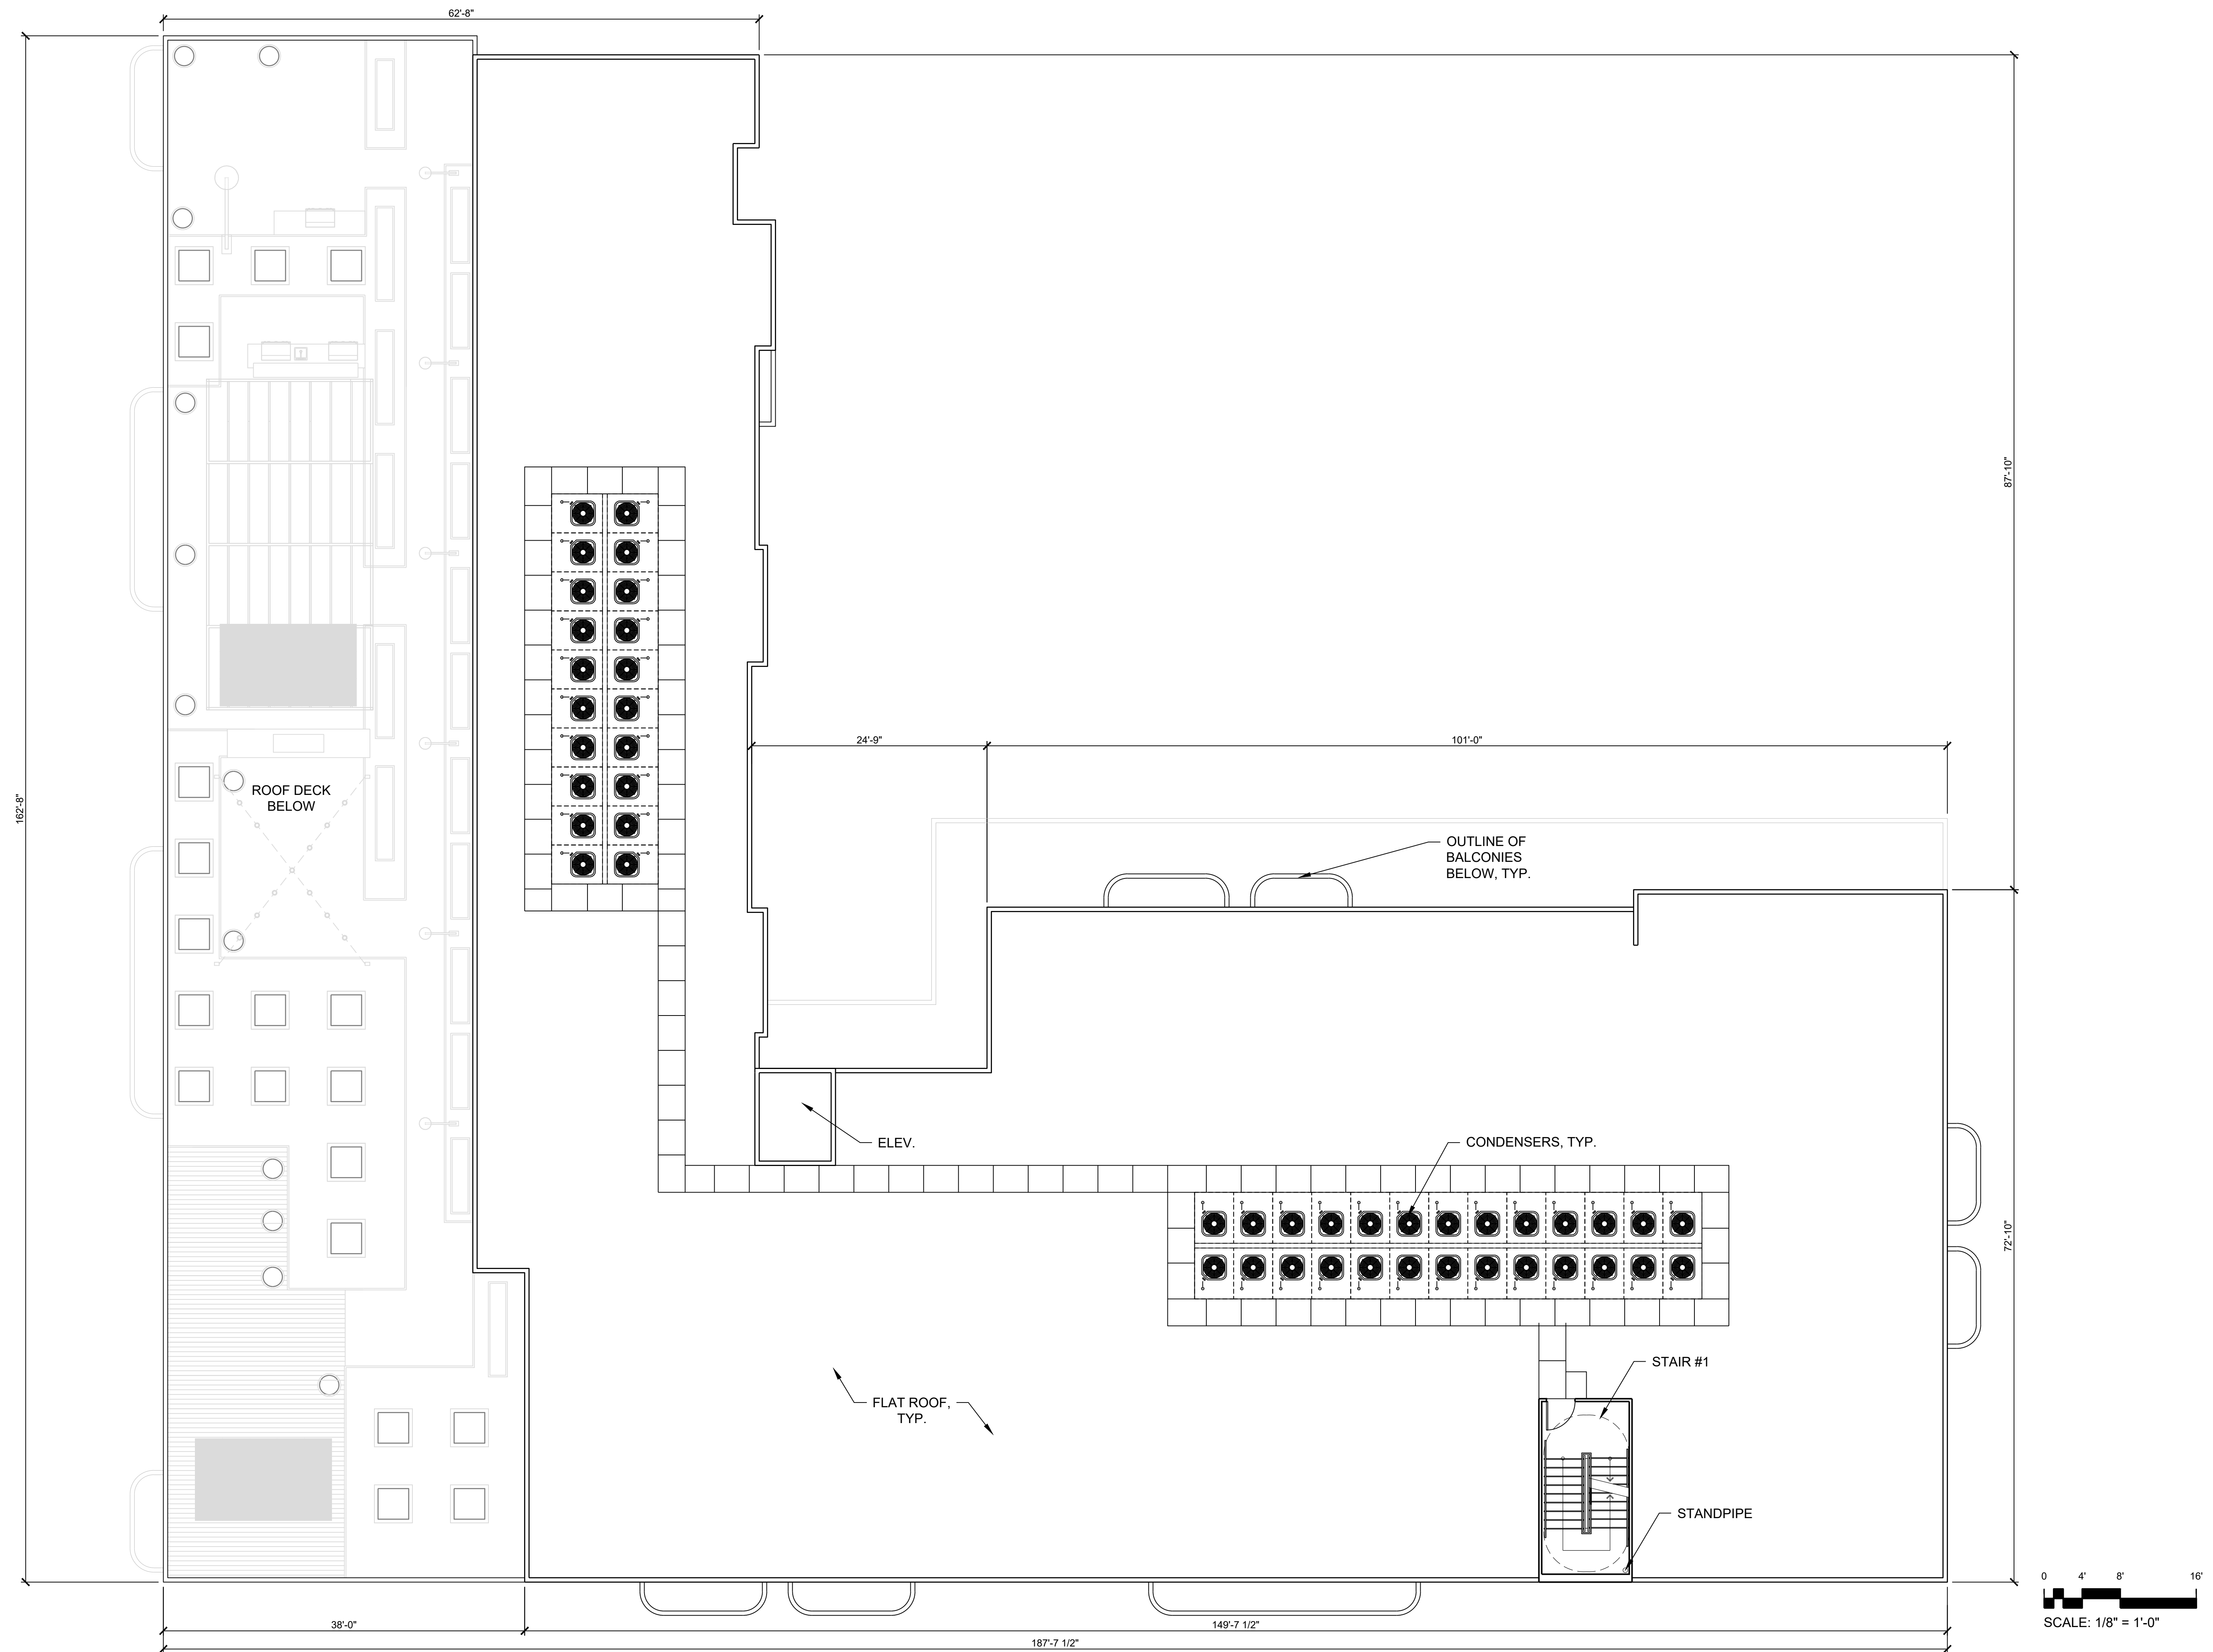 62'-8"
162'-8"
87'-10"
24'-9"
101'-0"
ROOF DECK
BELOW
OUTLINE OF
BALCONIES
BELOW, TYP.
ELEV.
CONDENSERS, TYP.
72'-10"
STAIR #1
FLAT ROOF,
TYP.
STANDPIPE
0 4' 8' 16'
SCALE: 1/8" = 1'-0"
38'-0"
149'-7 1/2"
187'-7 1/2"